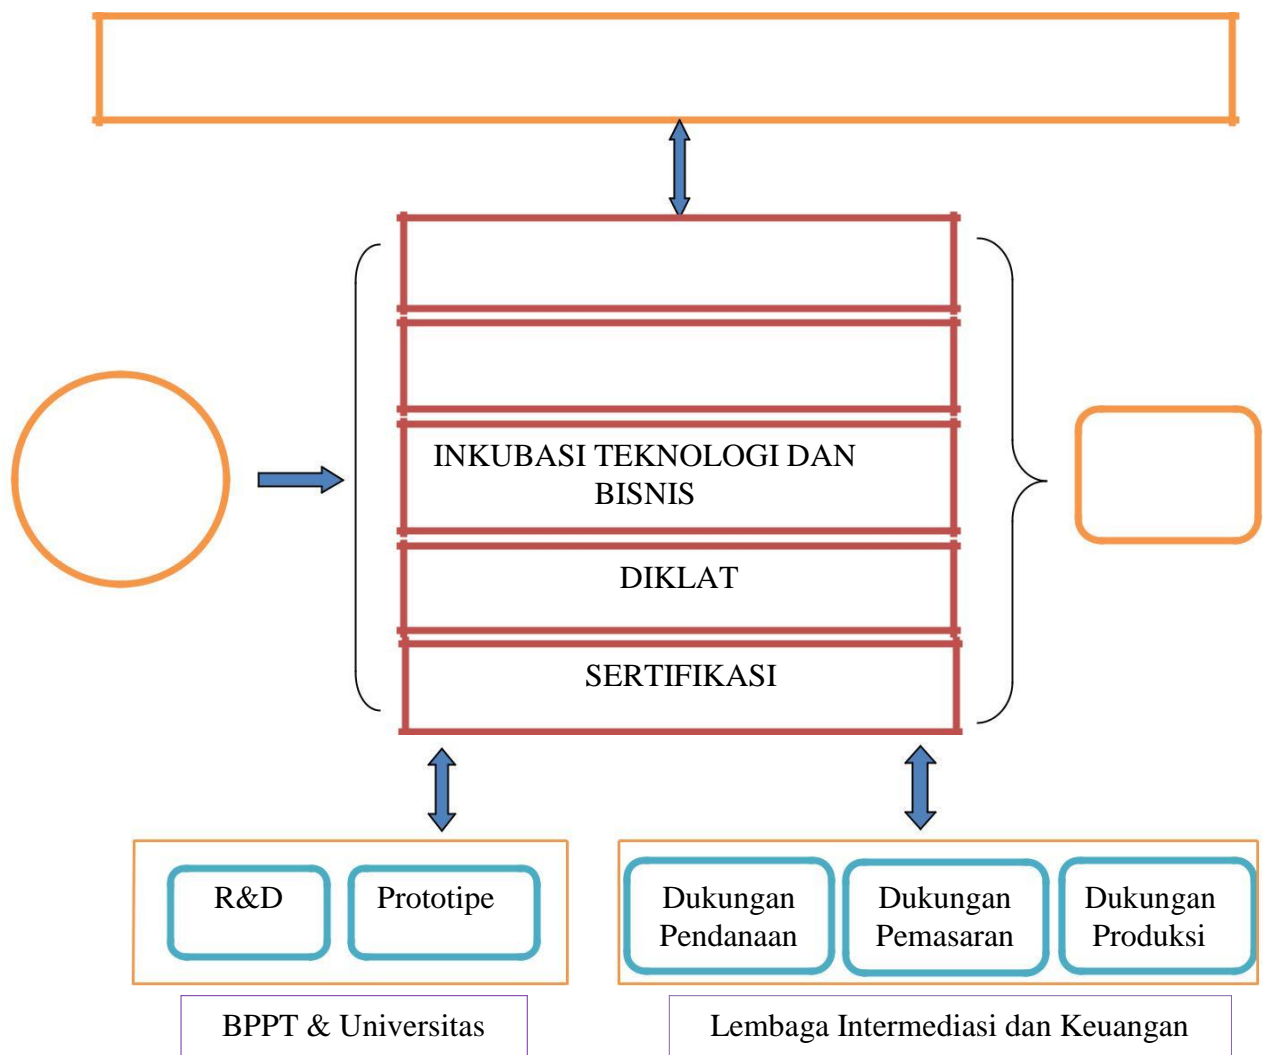 INKUBASI TEKNOLOGI DAN
BISNIS
DIKLAT
SERTIFIKASI
R&D
Prototipe
Dukungan
Pendanaan
Dukungan
Pemasaran
Dukungan
Produksi
BPPT & Universitas
Lembaga Intermediasi dan Keuangan